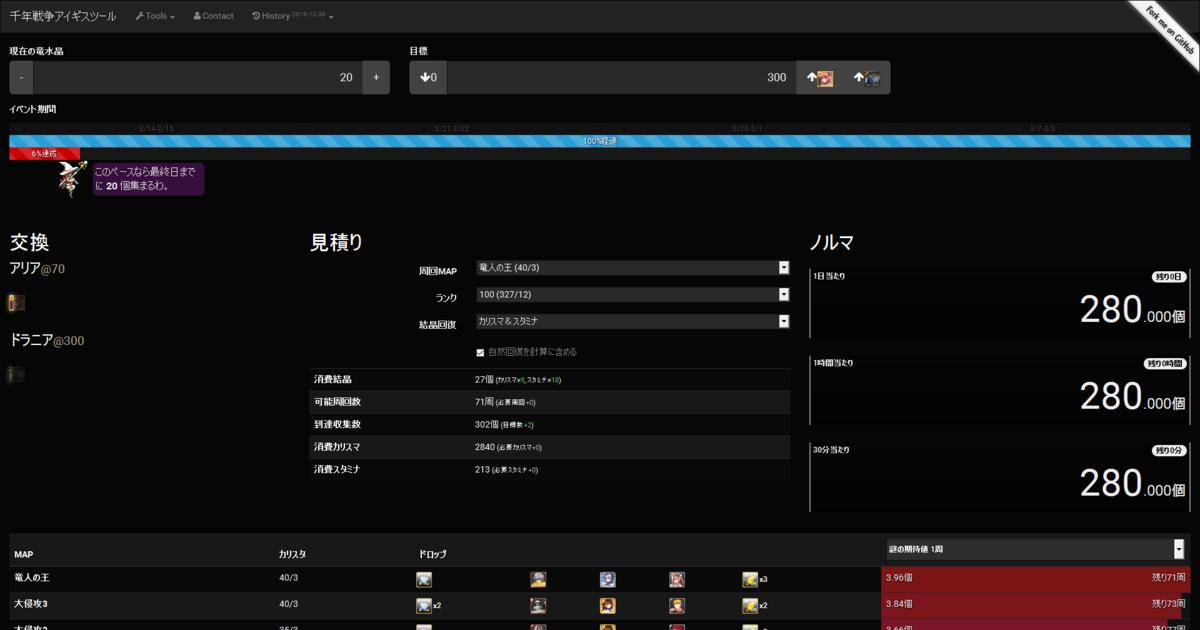 千年戦争アイギスツール Tools Contact History 2016-12-30
Fork me on GitHub
現在の竜水晶 目標
- 20 + 0 300
イベント期間
2/14-2/15 2/21-2/22 2/28-3/1 3/7-3/8
100%経過
6%達成
このペースなら最終日まで
に 20 個集まるわ。
交換 見積り ノルマ
アリア@70
ドラニア@300
周回MAP 竜人の王 (40/3)
ランク 100 (327/12)
結晶回復 カリスマ&スタミナ
自然回復を計算に含める
消費結晶 27個 (カリスマ×9, スタミナ×18)
可能周回数 71周 (必要周回+0)
到達収集数 302個 (目標数+2)
消費カリスマ 2840 (必要カリスマ+0)
消費スタミナ 213 (必要スタミナ+0)
1日当たり 残り0日
280.000個
1時間当たり 残り0時間
280.000個
30分当たり 残り0分
280.000個
MAP カリスタ ドロップ 謎の期待値 1周
竜人の王 40/3 x3 3.96個 残り71周
大侵攻3 40/3 x2 x2 3.84個 残り73周
大侵攻2 35/3 3.66個 残り77周